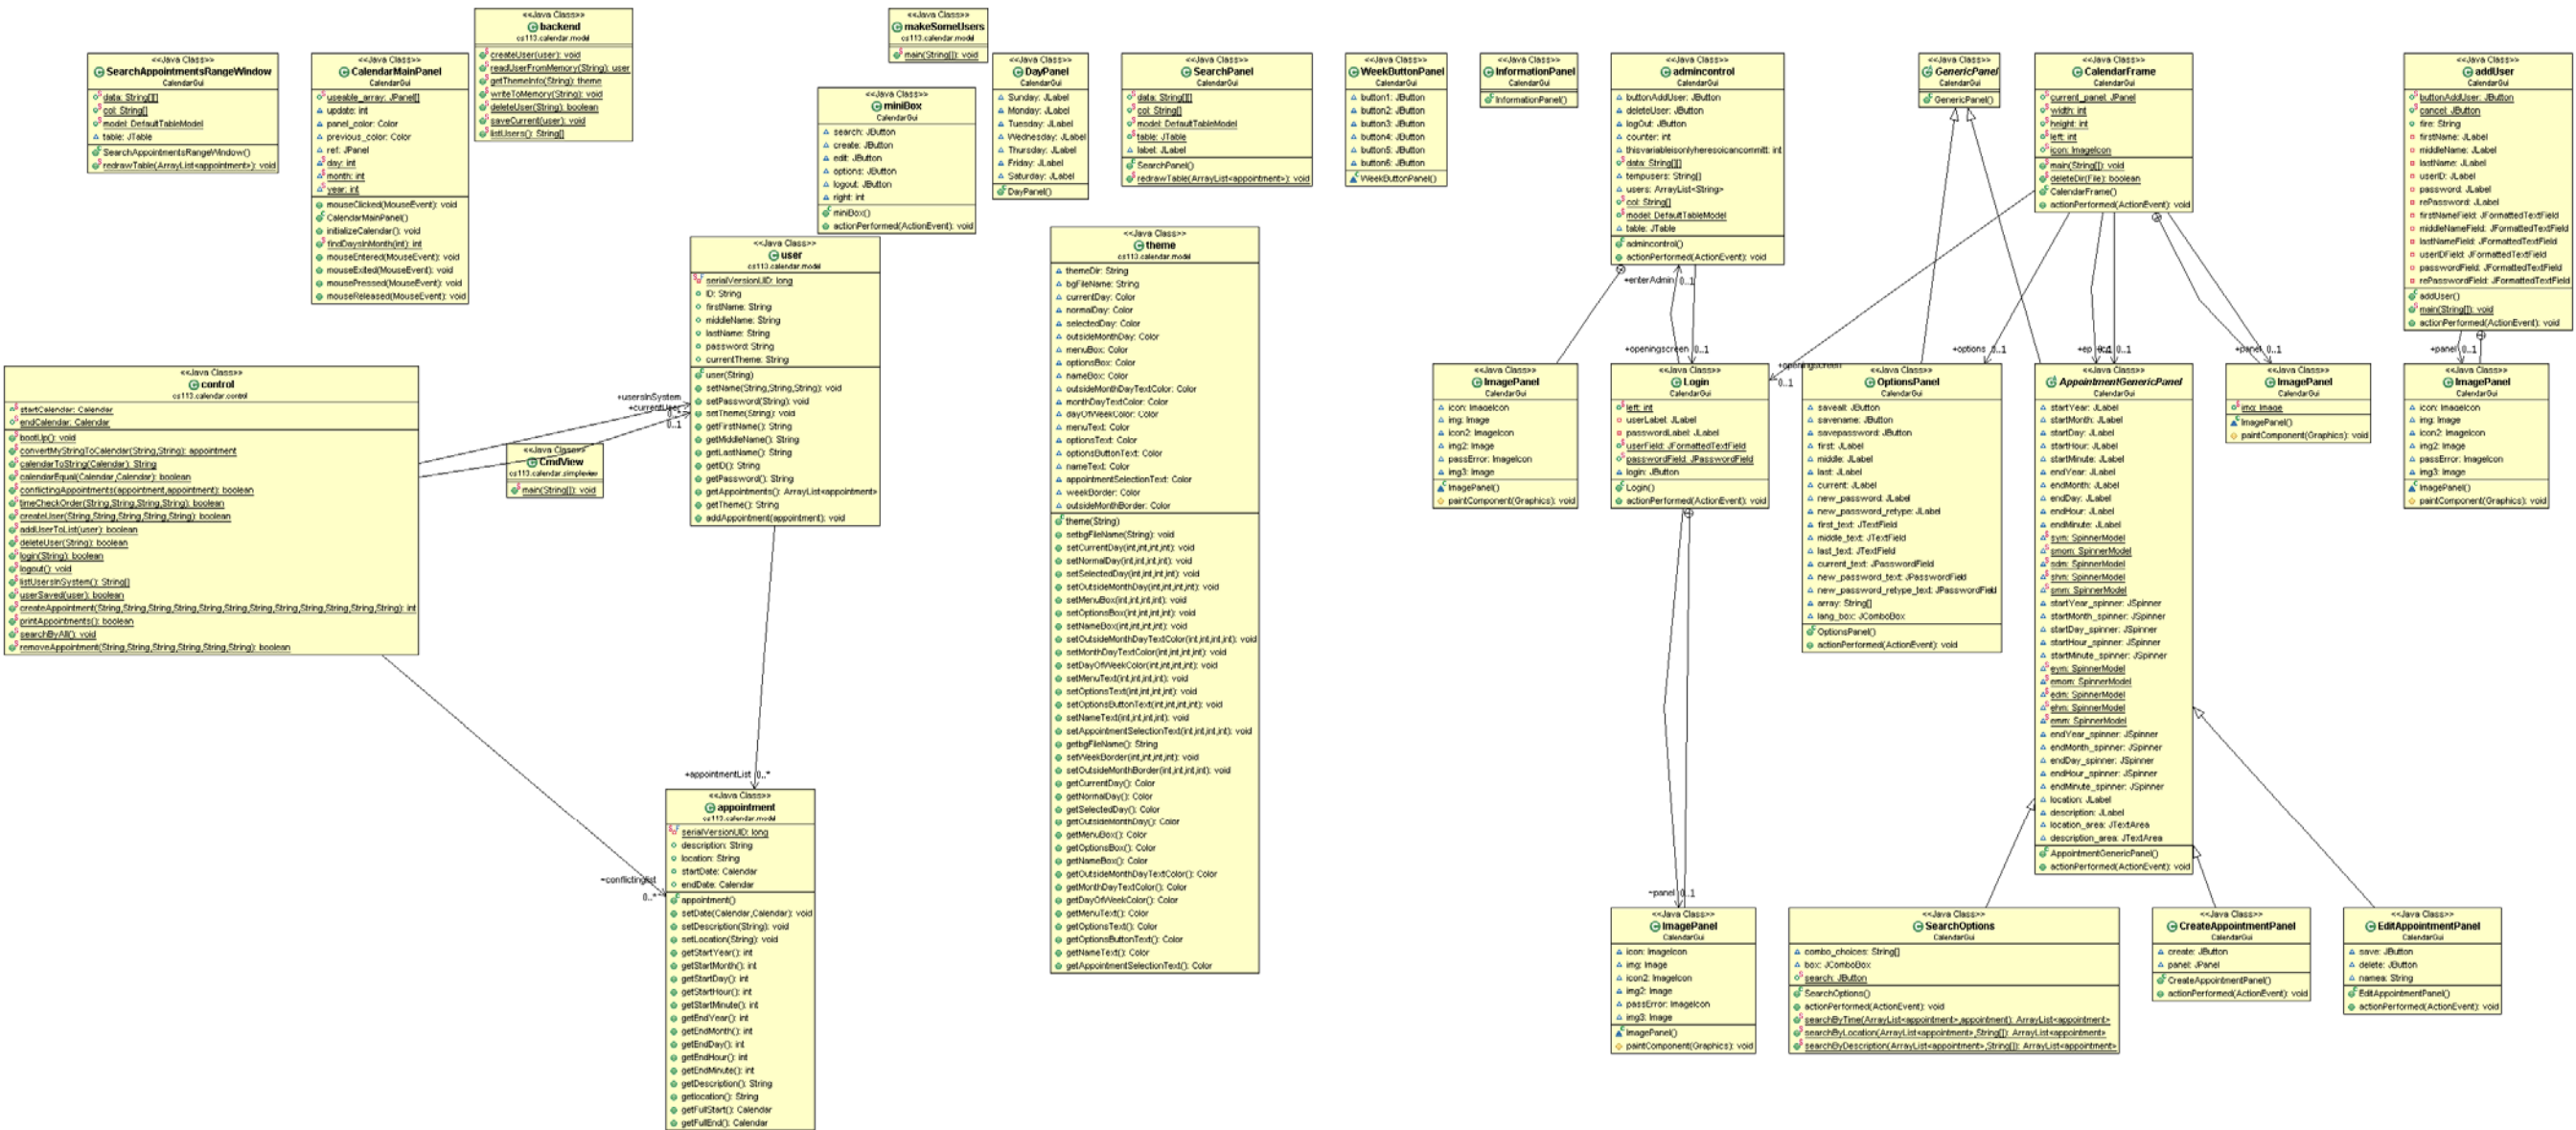 <<Java Class>>
SearchAppointmentsRangeWindow
CalendarGui
data: String[][]
col: String[]
model: DefaultTableModel
table: JTable
SearchAppointmentsRangeWindow()
redrawTable(ArrayList<appointment>): void
<<Java Class>>
CalendarMainPanel
CalendarGui
useable_array: JPanel[]
update: int
panel_color: Color
previous_color: Color
ref: JPanel
day: int
month: int
year: int
mouseClicked(MouseEvent): void
CalendarMainPanel()
initializeCalendar(): void
findDaysInMonth(int): int
mouseEntered(MouseEvent): void
mouseExited(MouseEvent): void
mousePressed(MouseEvent): void
mouseReleased(MouseEvent): void
<<Java Class>>
backend
cs113.calendar.model
createUser(user): void
readUserFromMemory(String): user
getThemeInfo(String): theme
writeToMemory(String): void
deleteUser(String): boolean
saveCurrent(user): void
listUsers(): String[]
<<Java Class>>
makeSomeUsers
cs113.calendar.model
main(String[]): void
<<Java Class>>
miniBox
CalendarGui
search: JButton
create: JButton
edit: JButton
options: JButton
logout: JButton
right: int
miniBox()
actionPerformed(ActionEvent): void
<<Java Class>>
DayPanel
CalendarGui
Sunday: JLabel
Monday: JLabel
Tuesday: JLabel
Wednesday: JLabel
Thursday: JLabel
Friday: JLabel
Saturday: JLabel
DayPanel()
<<Java Class>>
SearchPanel
CalendarGui
data: String[][]
col: String[]
model: DefaultTableModel
table: JTable
label: JLabel
SearchPanel()
redrawTable(ArrayList<appointment>): void
<<Java Class>>
WeekButtonPanel
CalendarGui
button1: JButton
button2: JButton
button3: JButton
button4: JButton
button5: JButton
button6: JButton
WeekButtonPanel()
<<Java Class>>
InformationPanel
CalendarGui
InformationPanel()
<<Java Class>>
admincontrol
CalendarGui
buttonAddUser: JButton
deleteUser: JButton
logOut: JButton
counter: int
thisvariableisonlyheresoicancommitt: int
data: String[][]
tempusers: String[]
users: ArrayList<String>
col: String[]
model: DefaultTableModel
table: JTable
admincontrol()
actionPerformed(ActionEvent): void
<<Java Class>>
GenericPanel
CalendarGui
GenericPanel()
<<Java Class>>
CalendarFrame
CalendarGui
current_panel: JPanel
width: int
height: int
left: int
icon: ImageIcon
main(String[]): void
deleteDir(File): boolean
CalendarFrame()
actionPerformed(ActionEvent): void
<<Java Class>>
addUser
CalendarGui
buttonAddUser: JButton
cancel: JButton
fire: String
firstName: JLabel
middleName: JLabel
lastName: JLabel
userID: JLabel
password: JLabel
rePassword: JLabel
firstNameField: JFormattedTextField
middleNameField: JFormattedTextField
lastNameField: JFormattedTextField
userIDField: JFormattedTextField
passwordField: JFormattedTextField
rePasswordField: JFormattedTextField
addUser()
main(String[]): void
actionPerformed(ActionEvent): void
<<Java Class>>
control
cs113.calendar.control
startCalendar: Calendar
endCalendar: Calendar
bootUp(): void
convertMyStringToCalendar(String,String): appointment
calendarToString(Calendar): String
calendarEqual(Calendar,Calendar): boolean
conflictingAppointments(appointment,appointment): boolean
timeCheckOrder(String,String,String,String): boolean
createUser(String,String,String,String,String): boolean
addUserToList(user): boolean
deleteUser(String): boolean
login(String): boolean
logout(): void
listUsersInSystem(): String[]
userSaved(user): boolean
createAppointment(String,String,String,String,String,String,String,String,String,String,String,String): int
printAppointments(): boolean
searchByAll(): void
removeAppointment(String,String,String,String,String,String): boolean
+usersInSystem
+currentUser
0..*
0..1
<<Java Class>>
CmdView
cs113.calendar.simpleview
main(String[]): void
<<Java Class>>
user
cs113.calendar.model
serialVersionUID: long
ID: String
firstName: String
middleName: String
lastName: String
password: String
currentTheme: String
user(String)
setName(String,String,String): void
setPassword(String): void
setTheme(String): void
getFirstName(): String
getMiddleName(): String
getLastName(): String
getID(): String
getPassword(): String
getAppointments(): ArrayList<appointment>
getTheme(): String
addAppointment(appointment): void
+appointmentList 0..*
+conflictinglist
0..*
<<Java Class>>
appointment
cs113.calendar.model
serialVersionUID: long
description: String
location: String
startDate: Calendar
endDate: Calendar
appointment()
setDate(Calendar,Calendar): void
setDescription(String): void
setLocation(String): void
getStartYear(): int
getStartMonth(): int
getStartDay(): int
getStartHour(): int
getStartMinute(): int
getEndYear(): int
getEndMonth(): int
getEndDay(): int
getEndHour(): int
getEndMinute(): int
getDescription(): String
getlocation(): String
getFullStart(): Calendar
getFullEnd(): Calendar
<<Java Class>>
theme
cs113.calendar.model
themeDir: String
bgFileName: String
currentDay: Color
normalDay: Color
selectedDay: Color
outsideMonthDay: Color
menuBox: Color
optionsBox: Color
nameBox: Color
outsideMonthDayTextColor: Color
monthDayTextColor: Color
dayOfWeekColor: Color
menuText: Color
optionsText: Color
optionsButtonText: Color
nameText: Color
appointmentSelectionText: Color
weekBorder: Color
outsideMonthBorder: Color
theme(String)
setbgFileName(String): void
setCurrentDay(int,int,int,int): void
setNormalDay(int,int,int,int): void
setSelectedDay(int,int,int,int): void
setOutsideMonthDay(int,int,int,int): void
setMenuBox(int,int,int,int): void
setOptionsBox(int,int,int,int): void
setNameBox(int,int,int,int): void
setOutsideMonthDayTextColor(int,int,int,int): void
setMonthDayTextColor(int,int,int,int): void
setDayOfWeekColor(int,int,int,int): void
setMenuText(int,int,int,int): void
setOptionsText(int,int,int,int): void
setOptionsButtonText(int,int,int,int): void
setNameText(int,int,int,int): void
setAppointmentSelectionText(int,int,int,int): void
getbgFileName(): String
setWeekBorder(int,int,int,int): void
setOutsideMonthBorder(int,int,int,int): void
getCurrentDay(): Color
getNormalDay(): Color
getSelectedDay(): Color
getOutsideMonthDay(): Color
getMenuBox(): Color
getOptionsBox(): Color
getNameBox(): Color
getOutsideMonthDayTextColor(): Color
getMonthDayTextColor(): Color
getDayOfWeekColor(): Color
getMenuText(): Color
getOptionsText(): Color
getOptionsButtonText(): Color
getNameText(): Color
getAppointmentSelectionText(): Color
+enterAdmin 0..1
+openingscreen 0..1
+openingscreen
0..1
+options 0..1
+ep
0..1
+panel 0..1
+panel 0..1
<<Java Class>>
ImagePanel
CalendarGui
icon: ImageIcon
img: Image
icon2: ImageIcon
img2: Image
passError: ImageIcon
img3: Image
ImagePanel()
paintComponent(Graphics): void
<<Java Class>>
Login
CalendarGui
left: int
userLabel: JLabel
passwordLabel: JLabel
userField: JFormattedTextField
passwordField: JPasswordField
login: JButton
Login()
actionPerformed(ActionEvent): void
<<Java Class>>
OptionsPanel
CalendarGui
saveall: JButton
savename: JButton
savepassword: JButton
first: JLabel
middle: JLabel
last: JLabel
current: JLabel
new_password: JLabel
new_password_retype: JLabel
first_text: JTextField
middle_text: JTextField
last_text: JTextField
current_text: JPasswordField
new_password_text: JPasswordField
new_password_retype_text: JPasswordField
array: String[]
lang_box: JComboBox
OptionsPanel()
actionPerformed(ActionEvent): void
<<Java Class>>
AppointmentGenericPanel
CalendarGui
startYear: JLabel
startMonth: JLabel
startDay: JLabel
startHour: JLabel
startMinute: JLabel
endYear: JLabel
endMonth: JLabel
endDay: JLabel
endHour: JLabel
endMinute: JLabel
sym: SpinnerModel
smom: SpinnerModel
sdm: SpinnerModel
shm: SpinnerModel
smm: SpinnerModel
startYear_spinner: JSpinner
startMonth_spinner: JSpinner
startDay_spinner: JSpinner
startHour_spinner: JSpinner
startMinute_spinner: JSpinner
eym: SpinnerModel
emom: SpinnerModel
edm: SpinnerModel
ehm: SpinnerModel
emm: SpinnerModel
endYear_spinner: JSpinner
endMonth_spinner: JSpinner
endDay_spinner: JSpinner
endHour_spinner: JSpinner
endMinute_spinner: JSpinner
location: JLabel
description: JLabel
location_area: JTextArea
description_area: JTextArea
AppointmentGenericPanel()
actionPerformed(ActionEvent): void
<<Java Class>>
ImagePanel
CalendarGui
img: Image
ImagePanel()
paintComponent(Graphics): void
<<Java Class>>
ImagePanel
CalendarGui
icon: ImageIcon
img: Image
icon2: ImageIcon
img2: Image
passError: ImageIcon
img3: Image
ImagePanel()
paintComponent(Graphics): void
+panel 0..1
<<Java Class>>
ImagePanel
CalendarGui
icon: ImageIcon
img: Image
icon2: ImageIcon
img2: Image
passError: ImageIcon
img3: Image
ImagePanel()
paintComponent(Graphics): void
<<Java Class>>
SearchOptions
CalendarGui
combo_choices: String[]
box: JComboBox
search: JButton
SearchOptions()
actionPerformed(ActionEvent): void
searchByTime(ArrayList<appointment>,appointment): ArrayList<appointment>
searchByLocation(ArrayList<appointment>,String[]): ArrayList<appointment>
searchByDescription(ArrayList<appointment>,String[]): ArrayList<appointment>
<<Java Class>>
CreateAppointmentPanel
CalendarGui
create: JButton
panel: JPanel
CreateAppointmentPanel()
actionPerformed(ActionEvent): void
<<Java Class>>
EditAppointmentPanel
CalendarGui
save: JButton
delete: JButton
namea: String
EditAppointmentPanel()
actionPerformed(ActionEvent): void